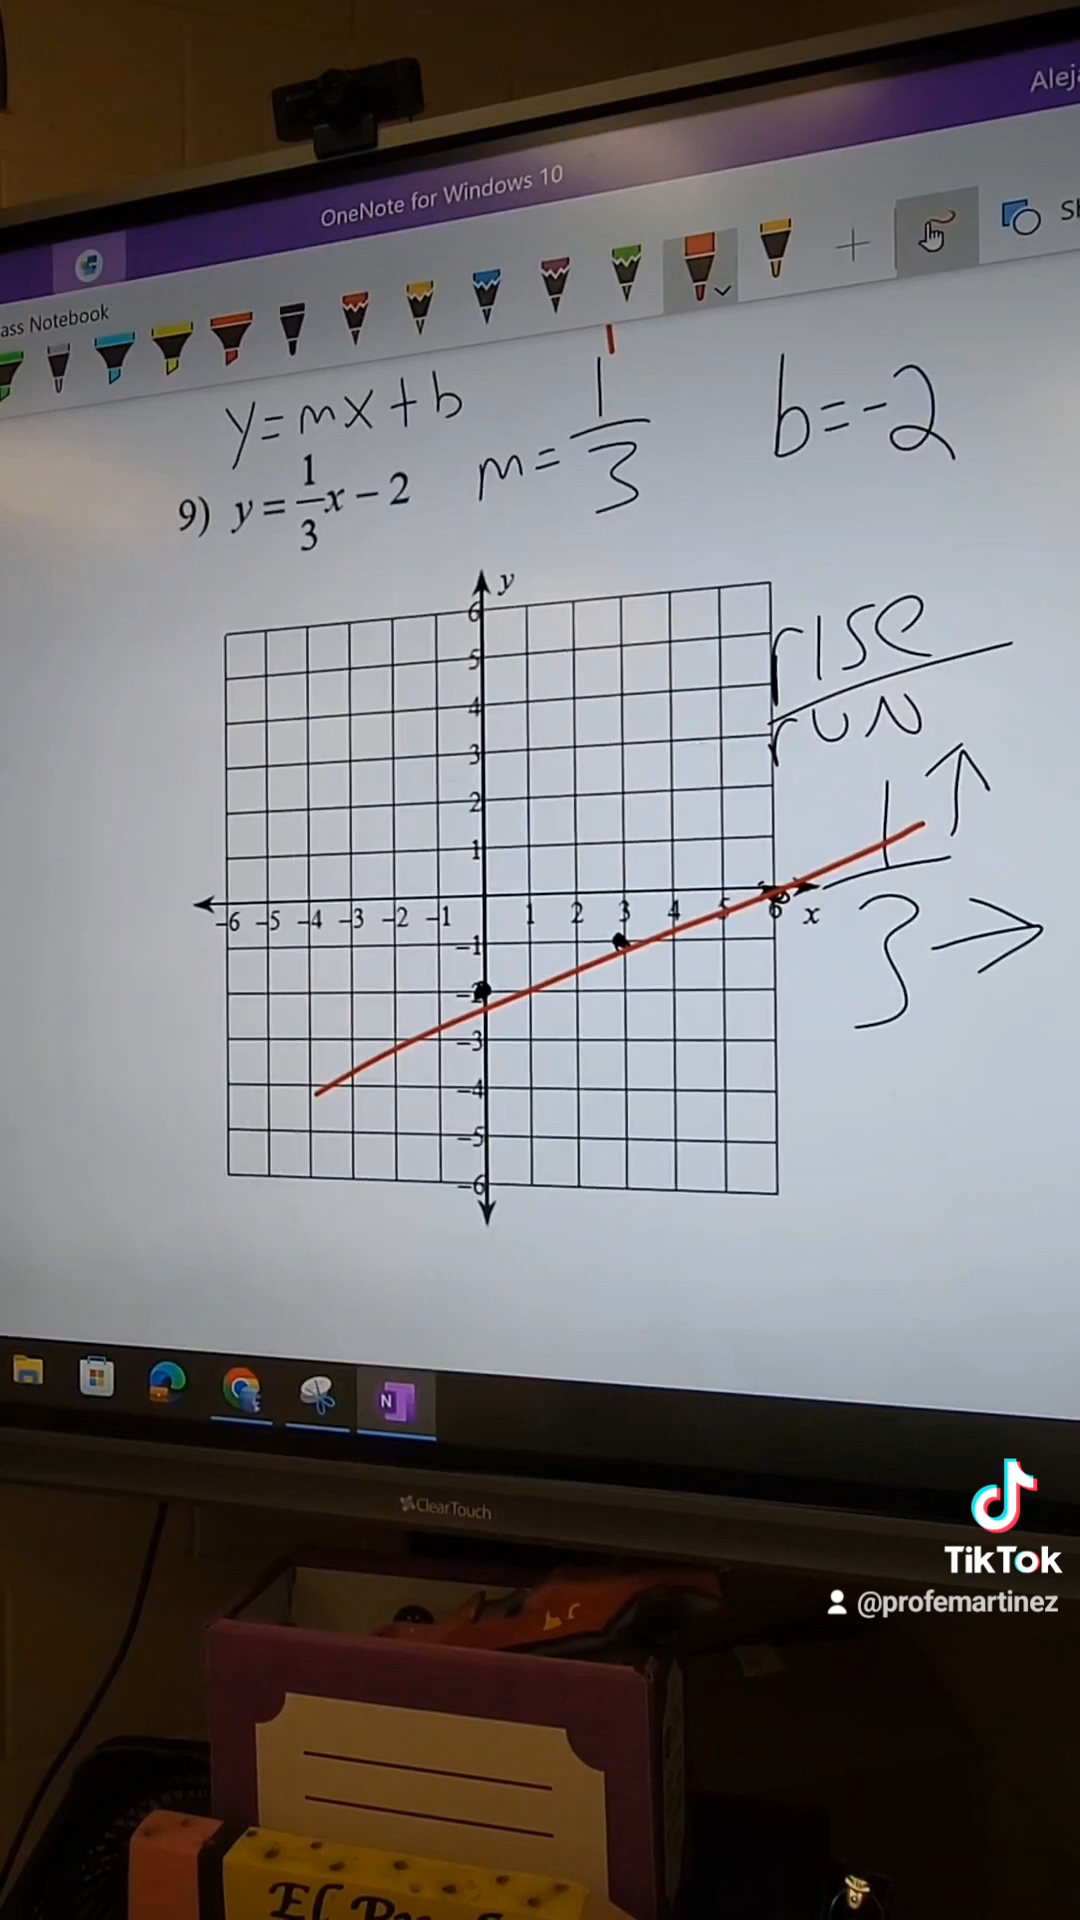 Alej
OneNote for Windows 10
ass Notebook
y=mx+b
m=1/3
b=-2
9) y=1/3x-2
y
6
5
4
3
2
1
-6 -5 -4 -3 -2 -1 1 2 3 4 5 6 x
-1
-2
-3
-4
-5
-6
rise
run
1
3
N
ClearTouch
TikTok
@profemartinez
EL